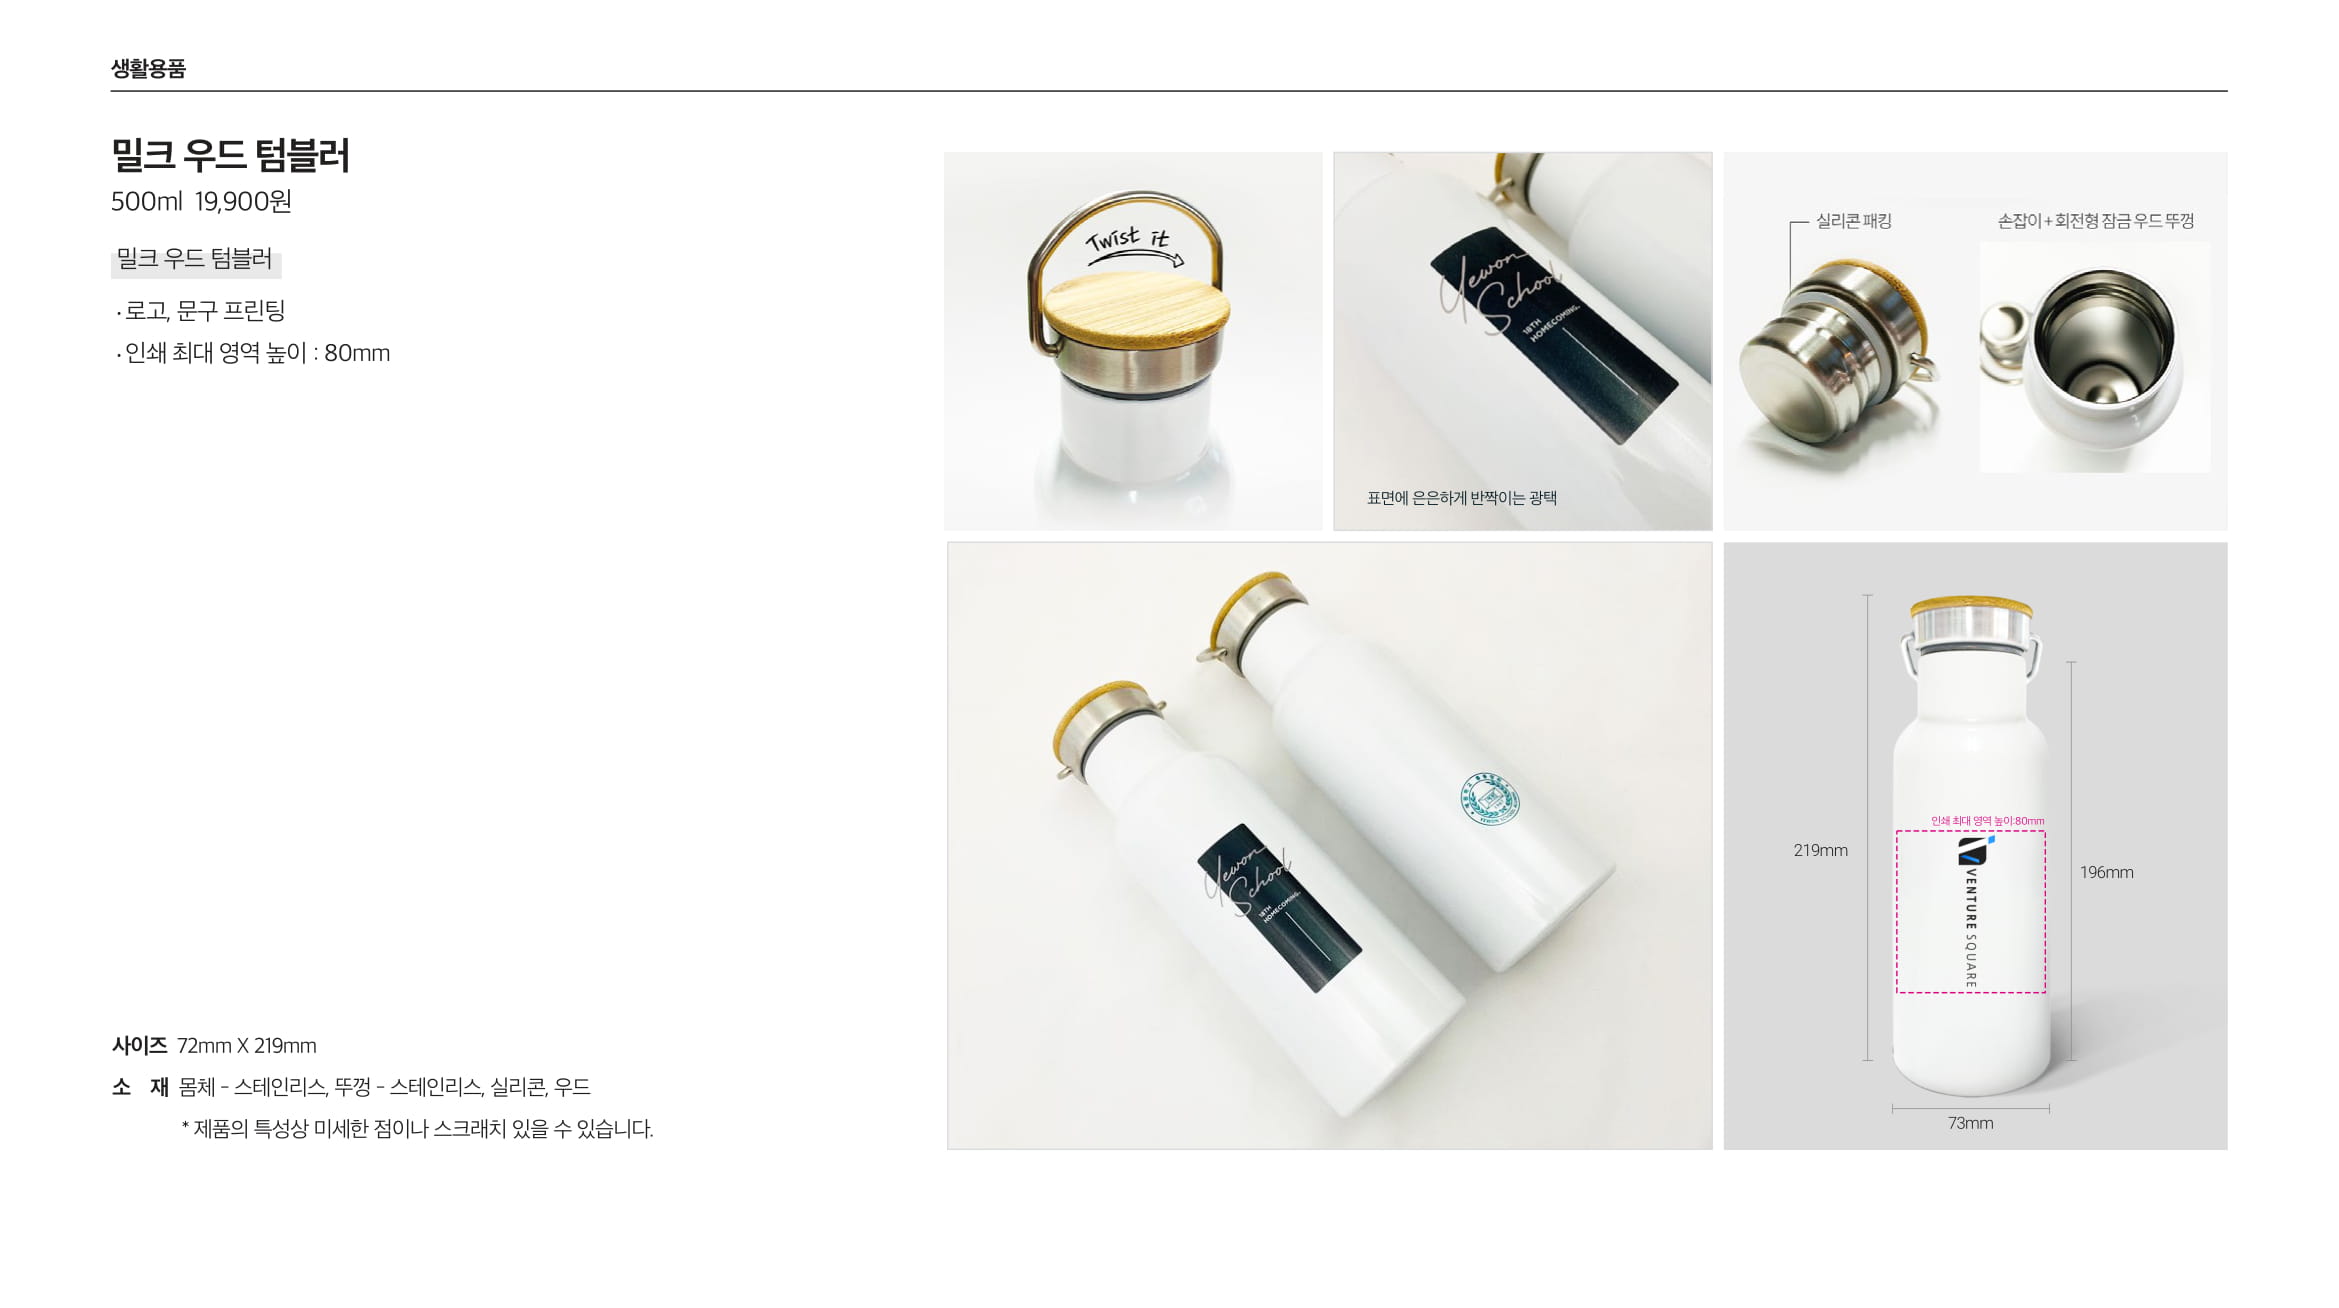 생활용품
밀크 우드 텀블러
500ml 19,900원
밀크 우드 텀블러
· 로고, 문구 프린팅
· 인쇄 최대 영역 높이 : 80mm
사이즈 72mm X 219mm
소 재 몸체 - 스테인리스, 뚜껑 - 스테인리스, 실리콘, 우드
* 제품의 특성상 미세한 점이나 스크래치 있을 수 있습니다.
Twist it
Yewon
School
18TH
HOMECOMING.
표면에 은은하게 반짝이는 광택
실리콘 패킹
손잡이 + 회전형 잠금 우드 뚜껑
Yewon
School
18TH
HOMECOMING.
인쇄 최대 영역 높이:80mm
VENTURE SQUARE
219mm
196mm
73mm